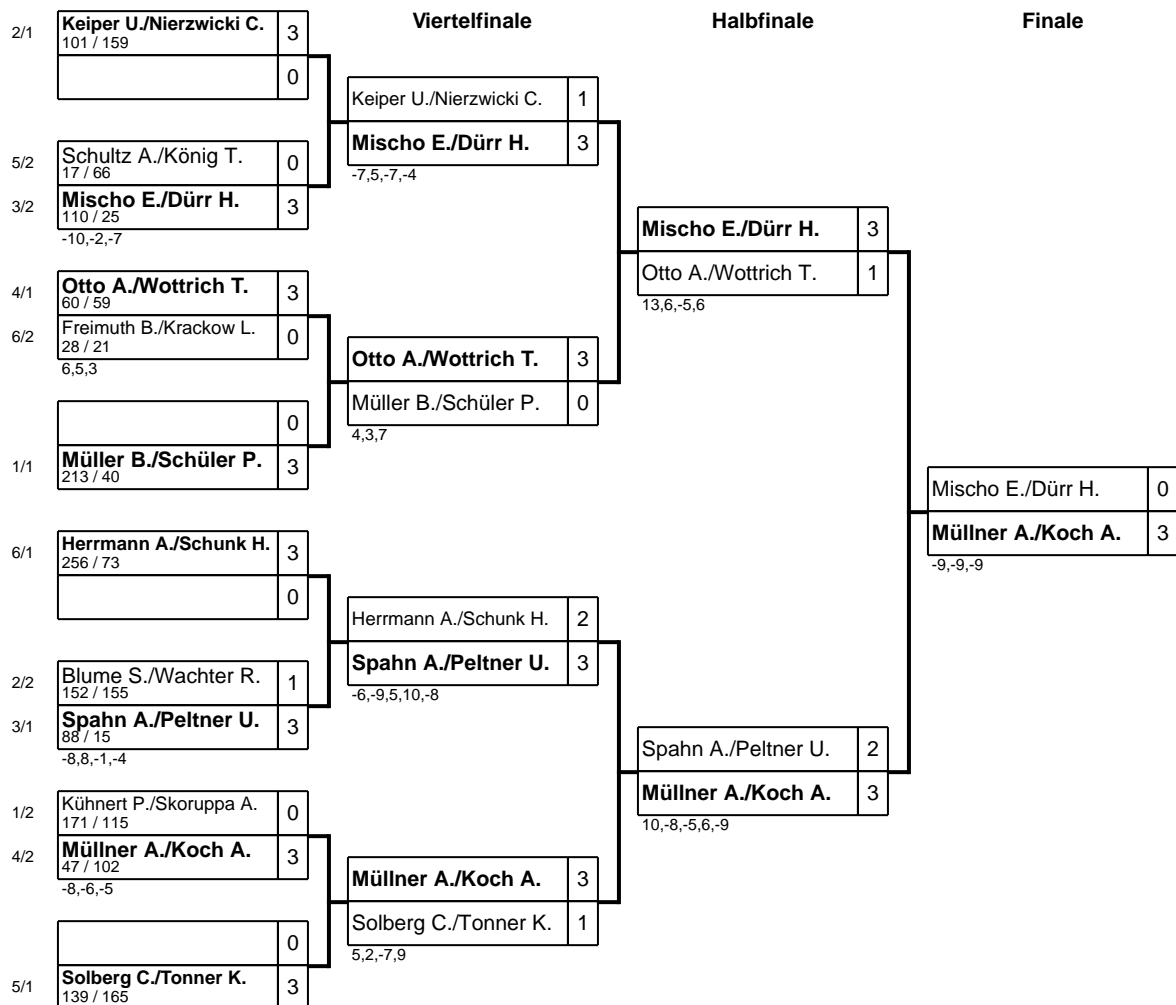 Viertelfinale Halbfinale Finale
2/1 Keiper U./Nierzwicki C. 3
101 / 159
0
5/2 Schultz A./König T. 0
17 / 66
3/2 Mischo E./Dürr H. 3
110 / 25
-10,-2,-7
4/1 Otto A./Wottrich T. 3
60 / 59
6/2 Freimuth B./Krackow L. 0
28 / 21
6,5,3
0
1/1 Müller B./Schüler P. 3
213 / 40
6/1 Herrmann A./Schunk H. 3
256 / 73
0
2/2 Blume S./Wachter R. 1
152 / 155
3/1 Spahn A./Peltner U. 3
88 / 15
-8,8,-1,-4
1/2 Kühnert P./Skoruppa A. 0
171 / 115
4/2 Müllner A./Koch A. 3
47 / 102
-8,-6,-5
0
5/1 Solberg C./Tonner K. 3
139 / 165
Keiper U./Nierzwicki C. 1
Mischo E./Dürr H. 3
-7,5,-7,-4
Otto A./Wottrich T. 3
Müller B./Schüler P. 0
4,3,7
Herrmann A./Schunk H. 2
Spahn A./Peltner U. 3
-6,-9,5,10,-8
Müllner A./Koch A. 3
Solberg C./Tonner K. 1
5,2,-7,9
Mischo E./Dürr H. 3
Otto A./Wottrich T. 1
13,6,-5,6
Spahn A./Peltner U. 2
Müllner A./Koch A. 3
10,-8,-5,6,-9
Mischo E./Dürr H. 0
Müllner A./Koch A. 3
-9,-9,-9